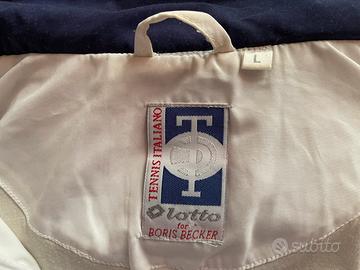 L
TENNIS ITALIANO
lotto
for
BORIS BECKER
Subito